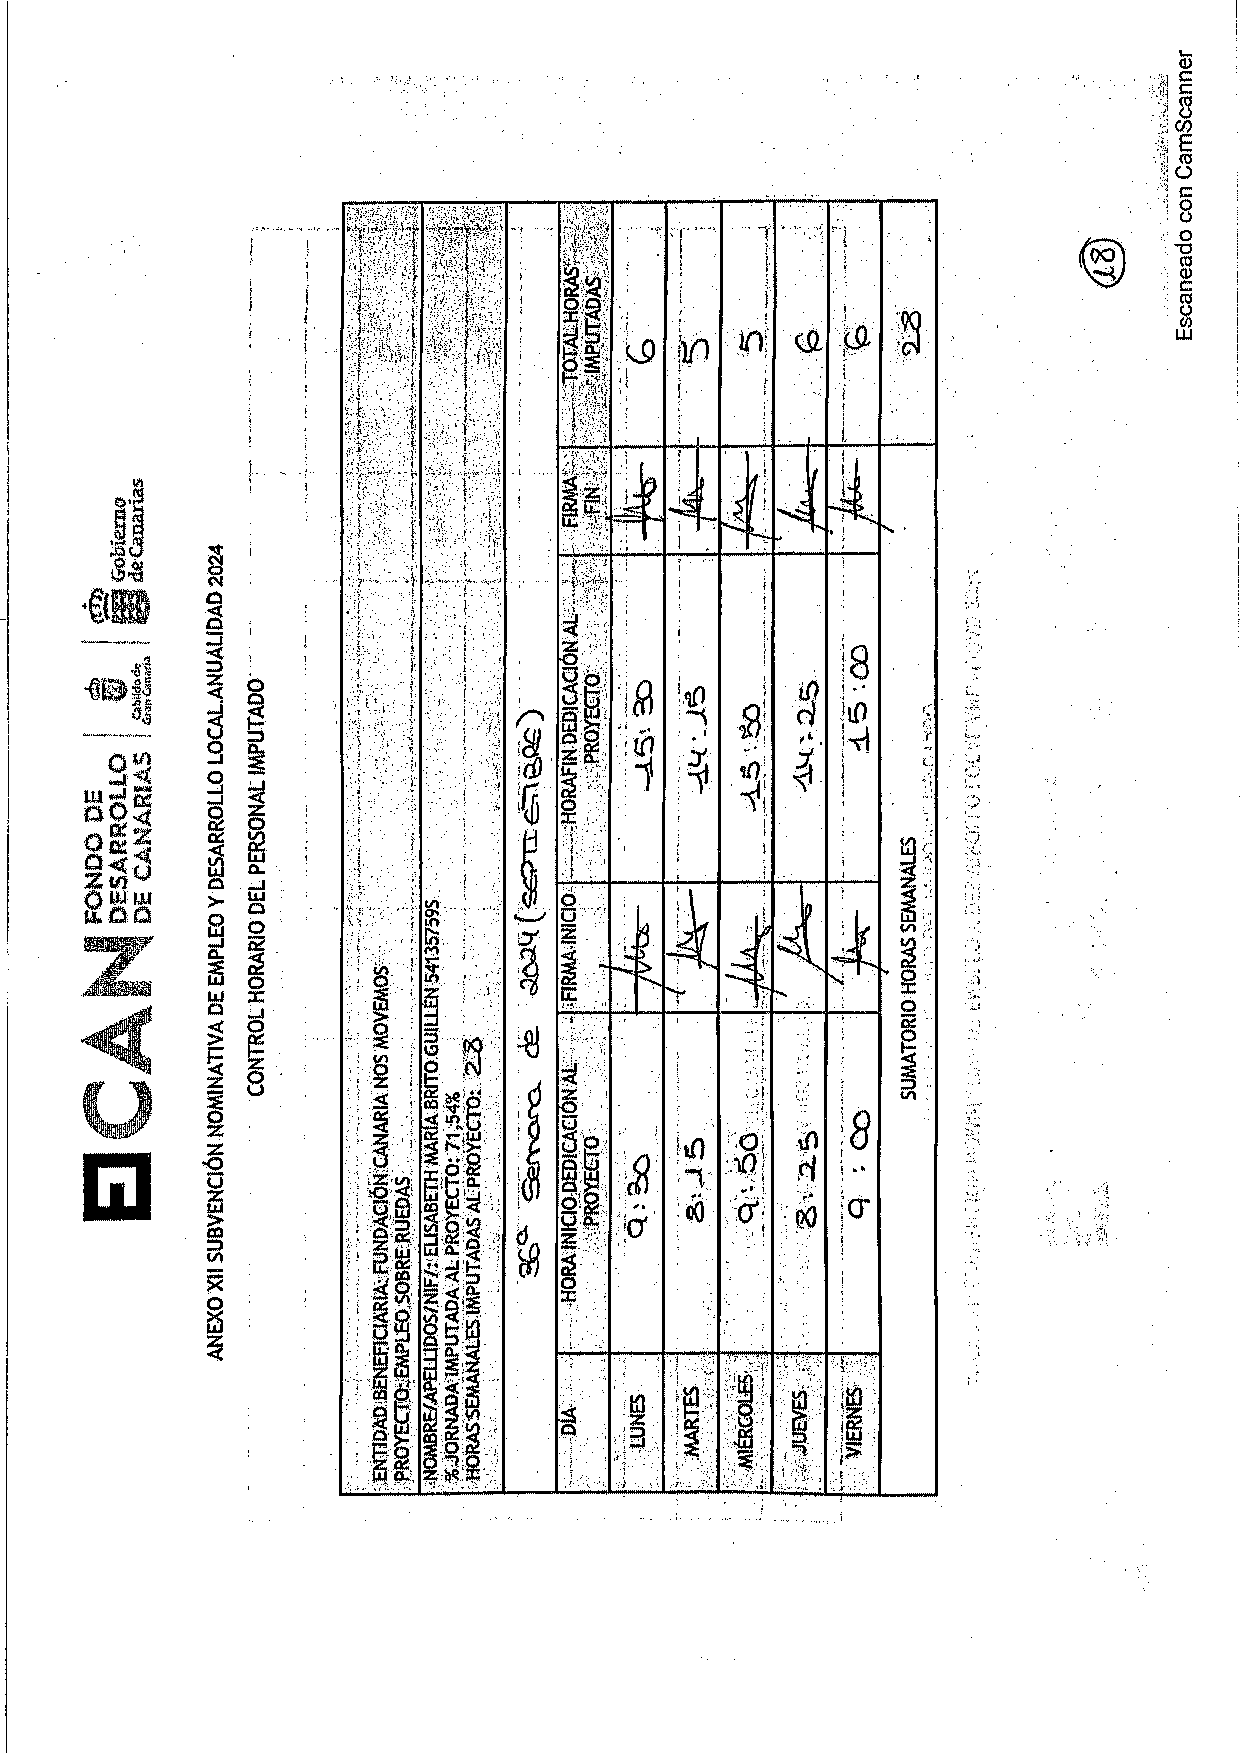 CAN FONDO DE DESARROLLO DE CANARIAS
Cabildo de Gran Canaria
Gobierno de Canarias
ANEXO XII SUBVENCIÓN NOMINATIVA DE EMPLEO Y DESARROLLO LOCAL ANUALIDAD 2024
CONTROL HORARIO DEL PERSONAL IMPUTADO
ENTIDAD BENEFICIARIA: FUNDACIÓN CANARIA NOS MOVEMOS
PROYECTO: EMPLEO SOBRE RUEDAS
NOMBRE/APELLIDOS/NIF/: ELISABETH MARÍA BRITO GUILLÉN 54135759S
% JORNADA IMPUTADA AL PROYECTO: 71,54%
HORAS SEMANALES IMPUTADAS AL PROYECTO: 28
36ª Semana de 2024 (SEPTIEMBRE)
DÍA HORA INICIO DEDICACIÓN AL PROYECTO FIRMA INICIO HORA FIN DEDICACIÓN AL PROYECTO FIRMA FIN TOTAL HORAS IMPUTADAS
LUNES 9:30 15:30 6
MARTES 8:15 14:15 5
MIÉRCOLES 9:50 5
JUEVES 8:25 14:25 6
VIERNES 9:00 15:00 6
SUMATORIO HORAS SEMANALES 28
18
Escaneado con CamScanner